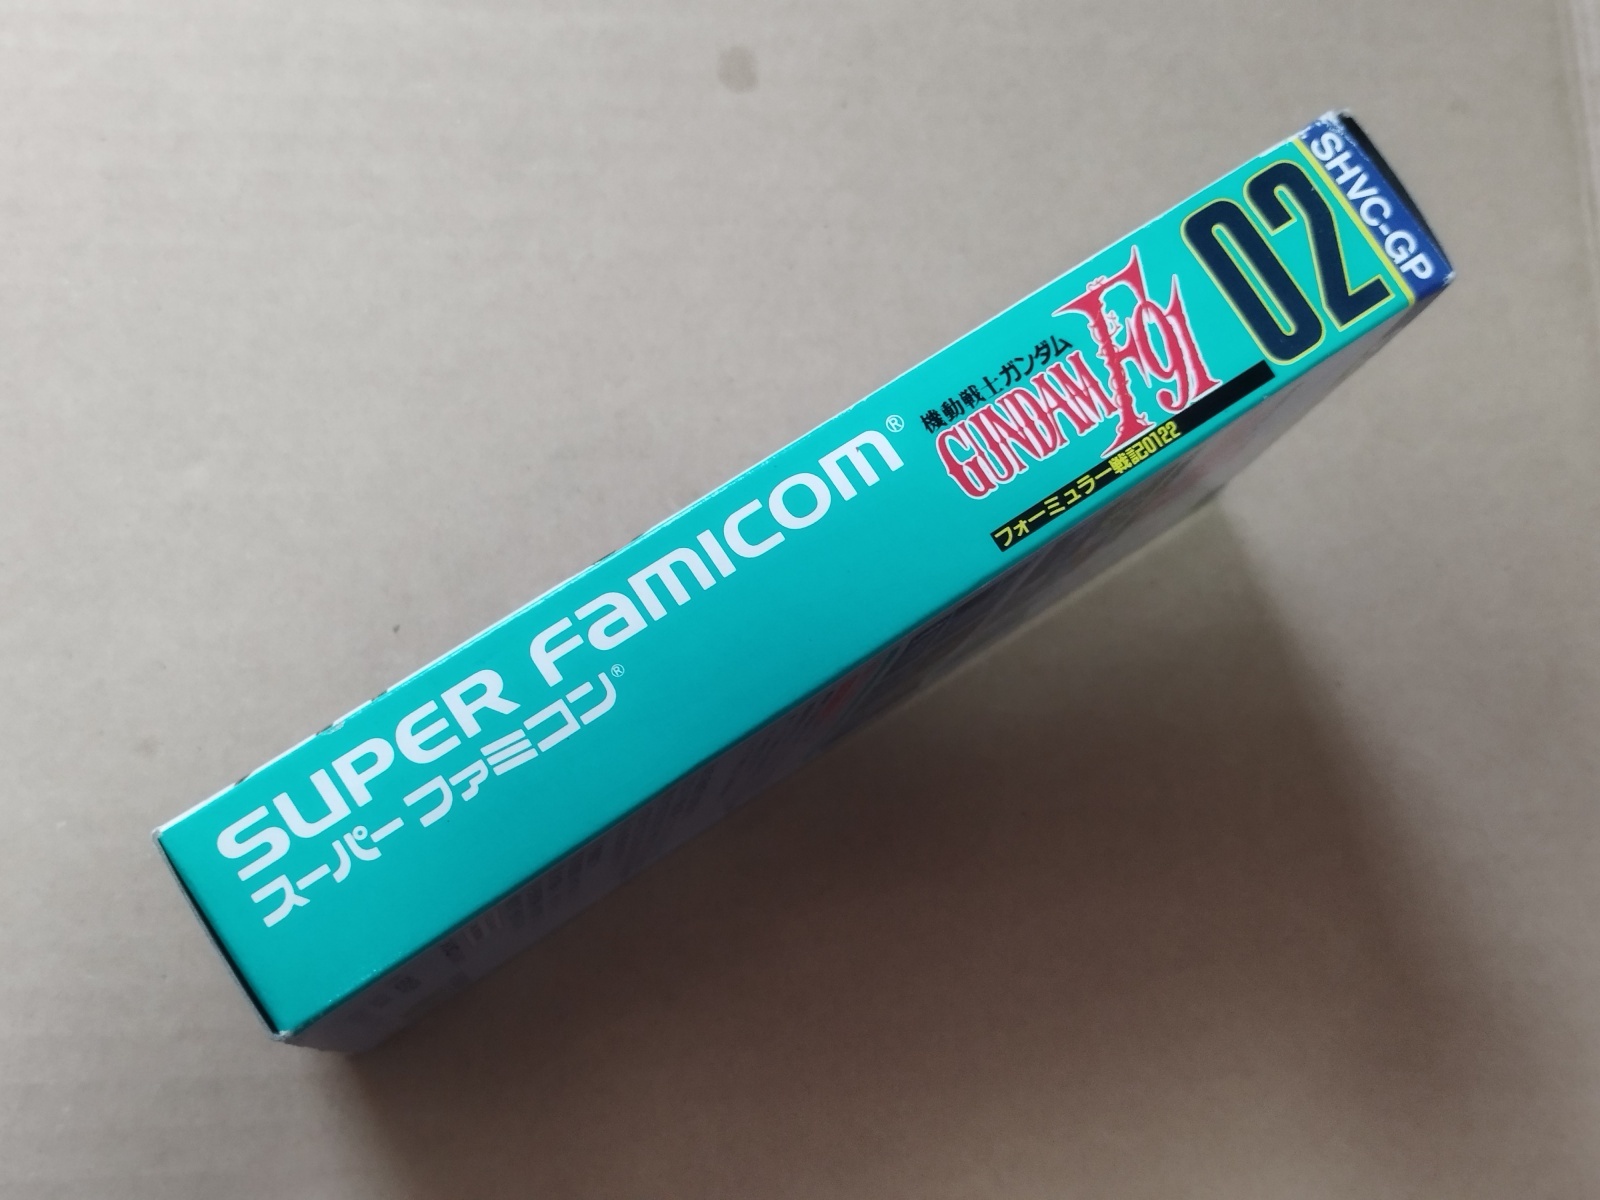 SUPER FAMICOM®
スーパーファミコン®
機動戦士ガンダム
GUNDAM F91
フォーミュラー戦記0122
02
SHVC-GP